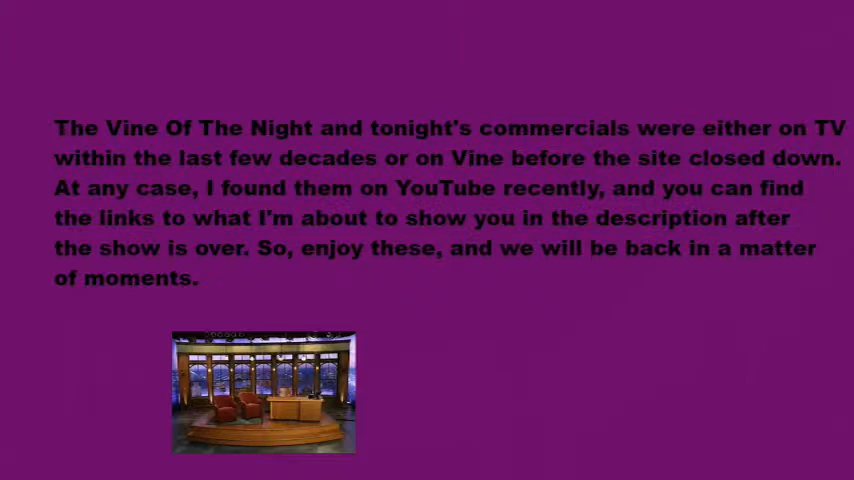 The Vine Of The Night and tonight's commercials were either on TV
within the last few decades or on Vine before the site closed down.
At any case, I found them on YouTube recently, and you can find
the links to what I'm about to show you in the description after
the show is over. So, enjoy these, and we will be back in a matter
of moments.